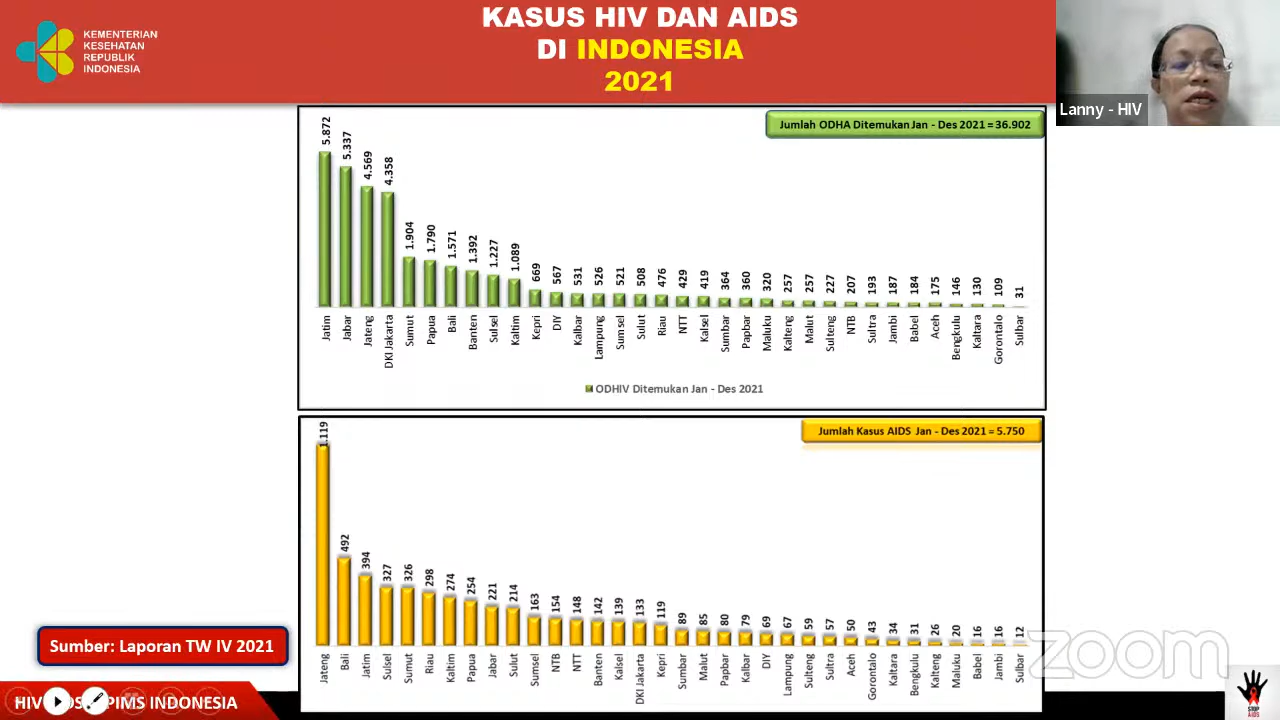 KEMENTERIAN
KESEHATAN
REPUBLIK
INDONESIA
KASUS HIV DAN AIDS
DI INDONESIA
2021
Lanny - HIV
Jumlah ODHA Ditemukan Jan - Des 2021 = 36.902
5.872 5.337 4.569 4.358 1.904 1.790 1.571 1.392 1.227 1.089 669 567 531 526 521 508 476 429 419 364 360 320 257 257 227 207 193 187 184 175 146 130 109 31
Jatim Jabar Jateng DKI Jakarta Sumut Papua Bali Banten Sulsel Kaltim Kepri DIY Kalbar Lampung Sumsel Sulut Riau NTT Kalsel Sumbar Papbar Maluku Kalteng Malut Sulteng NTB Sultra Jambi Babel Aceh Bengkulu Kaltara Gorontalo Sulbar
ODHIV Ditemukan Jan - Des 2021
Jumlah Kasus AIDS Jan - Des 2021 = 5.750
1.119 492 394 327 326 298 274 254 221 214 163 154 148 142 139 133 119 89 85 80 79 69 67 59 57 50 43 34 31 26 20 16 16 12
Jateng Bali Jatim Sulsel Sumut Riau Kaltim Papua Jabar Sulut Sumsel NTB NTT Banten Kalsel DKI Jakarta Kepri Sumbar Malut Papbar Kalbar DIY Lampung Sulteng Sultra Aceh Gorontalo Kaltara Bengkulu Kalteng Maluku Babel Jambi Sulbar
Sumber: Laporan TW IV 2021
zoom
HIV PIMS INDONESIA
STOP
AIDS